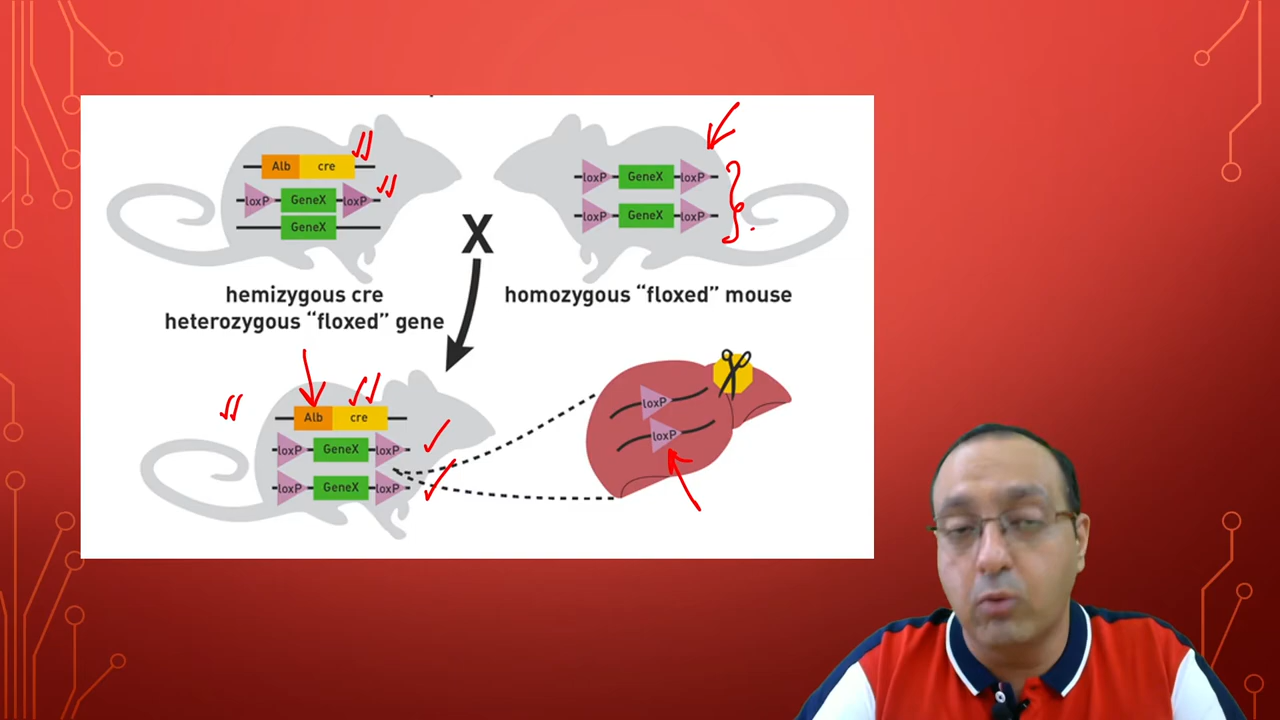 Alb cre
loxP GeneX loxP
GeneX
hemizygous cre
heterozygous “floxed” gene
X
loxP GeneX loxP
loxP GeneX loxP
homozygous “floxed” mouse
Alb cre
loxP GeneX loxP
loxP GeneX loxP
loxP
loxP